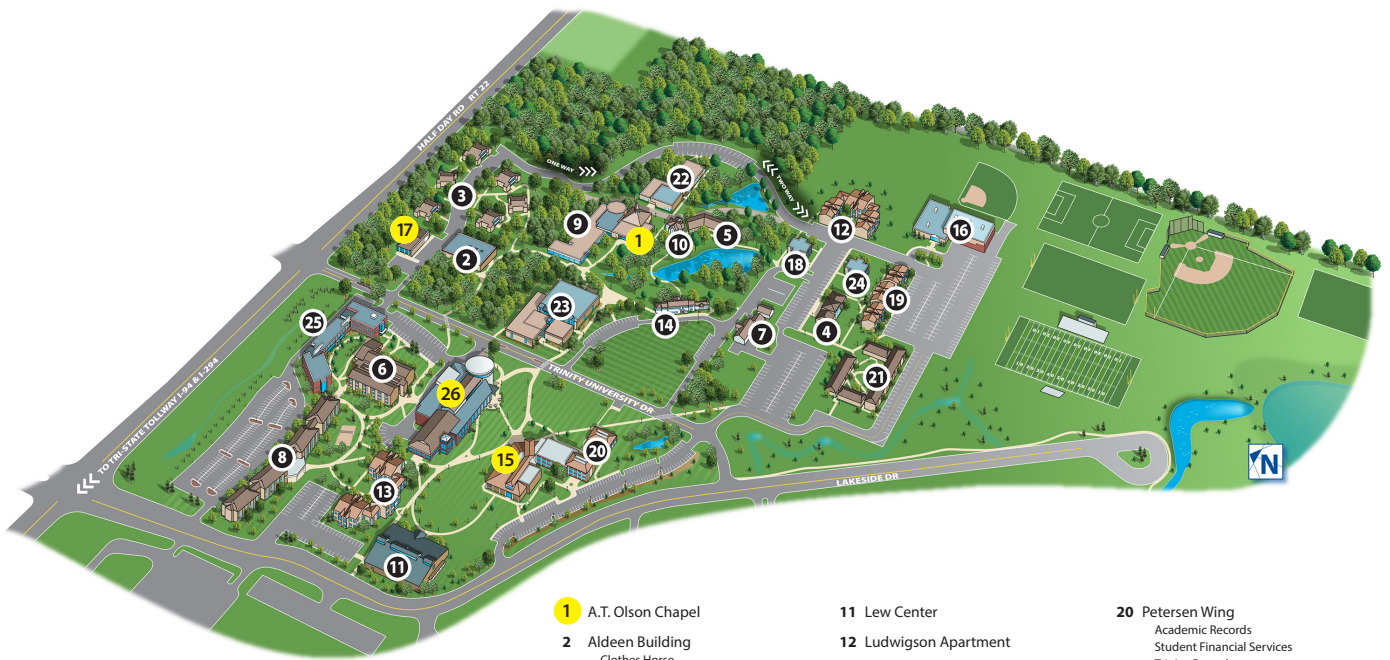 HALF DAY RD RT 22
ONE WAY >>>
<<< TWO WAY >>>
22
3
9
17
1
5
12
16
10
2
18
24
19
23
14
7
4
25
6
TRINITY UNIVERSITY DR
21
26
<<< TO TRI-STATE TOLLWAY I-94 & I-294
8
15
20
13
LAKESIDE DR
N
11
1 A.T. Olson Chapel
2 Aldeen Building
Clothes Horse
11 Lew Center
12 Ludwigson Apartment
20 Petersen Wing
Academic Records
Student Financial Services